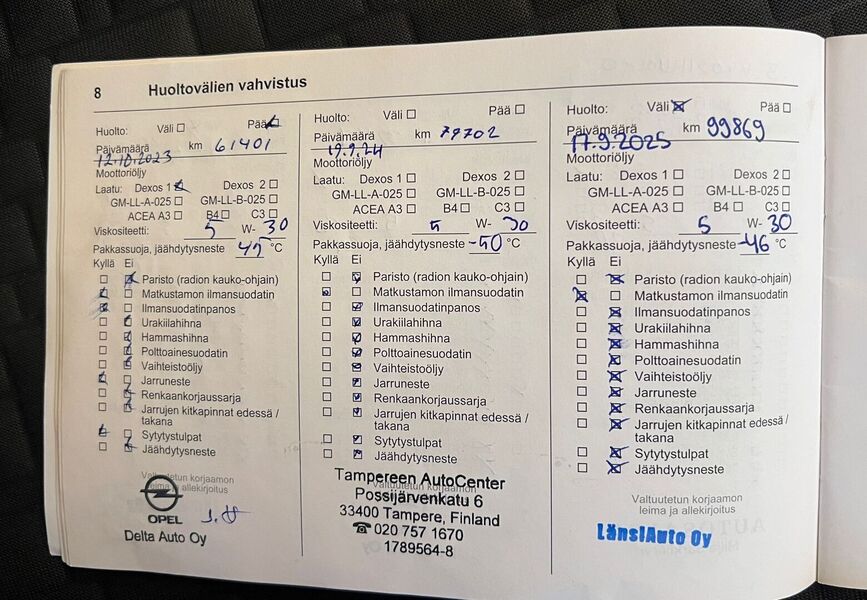 8 Huoltovälien vahvistus
Huolto: Väli Pää
Päivämäärä km 61401
12.10.2023
Moottoriöljy
Laatu: Dexos 1 Dexos 2
GM-LL-A-025 GM-LL-B-025
ACEA A3 B4 C3
Viskositeetti: 5 W- 30
Pakkassuoja, jäähdytysneste °C
Kyllä Ei
Paristo (radion kauko-ohjain)
Matkustamon ilmansuodatin
Ilmansuodatinpanos
Urakiilahihna
Hammashihna
Polttoainesuodatin
Vaihteistoöljy
Jarruneste
Renkaankorjaussarja
Jarrujen kitkapinnat edessä /
takana
Sytytystulpat
Jäähdytysneste
Valtuutetun korjaamon
leima ja allekirjoitus
OPEL
Delta Auto Oy
Huolto: Väli Pää
Päivämäärä km 79702
19.9.24
Moottoriöljy
Laatu: Dexos 1 Dexos 2
GM-LL-A-025 GM-LL-B-025
ACEA A3 B4 C3
Viskositeetti: 5 W- 30
Pakkassuoja, jäähdytysneste -40 °C
Kyllä Ei
Paristo (radion kauko-ohjain)
Matkustamon ilmansuodatin
Ilmansuodatinpanos
Urakiilahihna
Hammashihna
Polttoainesuodatin
Vaihteistoöljy
Jarruneste
Renkaankorjaussarja
Jarrujen kitkapinnat edessä /
takana
Sytytystulpat
Jäähdytysneste
Valtuutetun korjaamon
Tampereen AutoCenter
Possijärvenkatu 6
33400 Tampere, Finland
☎020 757 1670
1789564-8
Huolto: Väli Pää
Päivämäärä km 99869
17.9.2025
Moottoriöljy
Laatu: Dexos 1 Dexos 2
GM-LL-A-025 GM-LL-B-025
ACEA A3 B4 C3
Viskositeetti: 5 W- 30
Pakkassuoja, jäähdytysneste -46 °C
Kyllä Ei
Paristo (radion kauko-ohjain)
Matkustamon ilmansuodatin
Ilmansuodatinpanos
Urakiilahihna
Hammashihna
Polttoainesuodatin
Vaihteistoöljy
Jarruneste
Renkaankorjaussarja
Jarrujen kitkapinnat edessä /
takana
Sytytystulpat
Jäähdytysneste
Valtuutetun korjaamon
leima ja allekirjoitus
LänsiAuto Oy